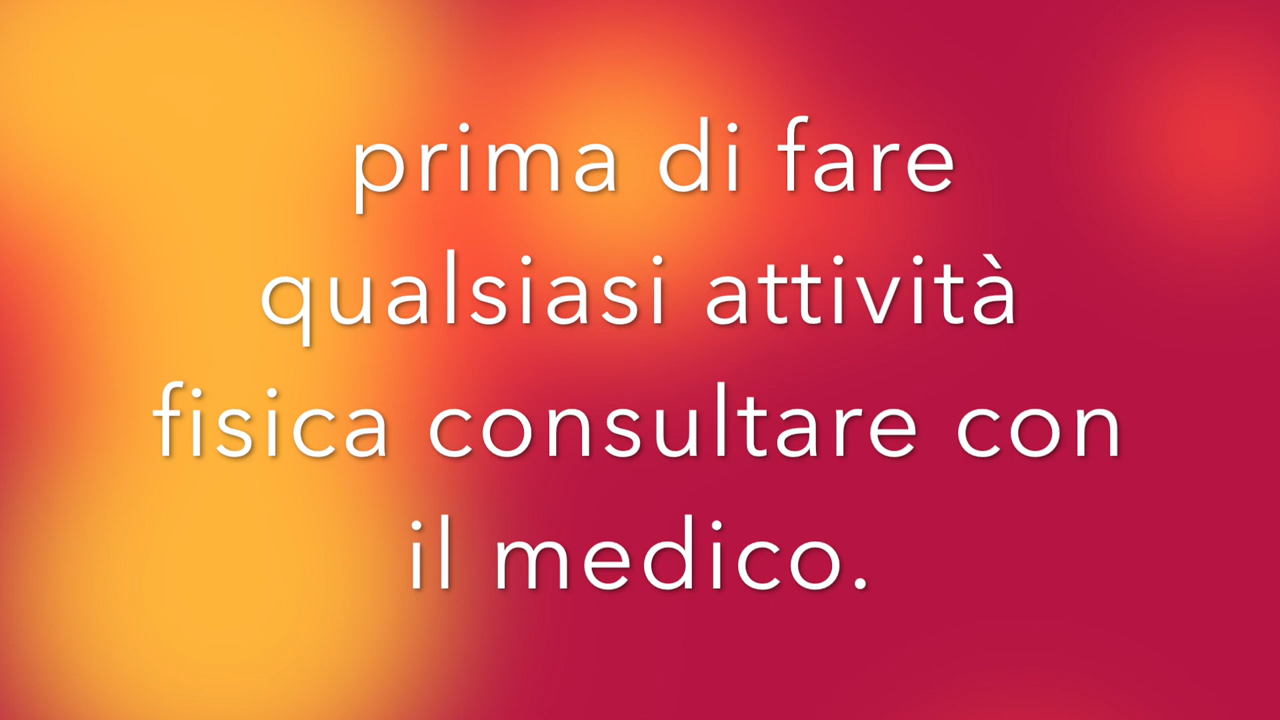 prima di fare
qualsiasi attività
fisica consultare con
il medico.